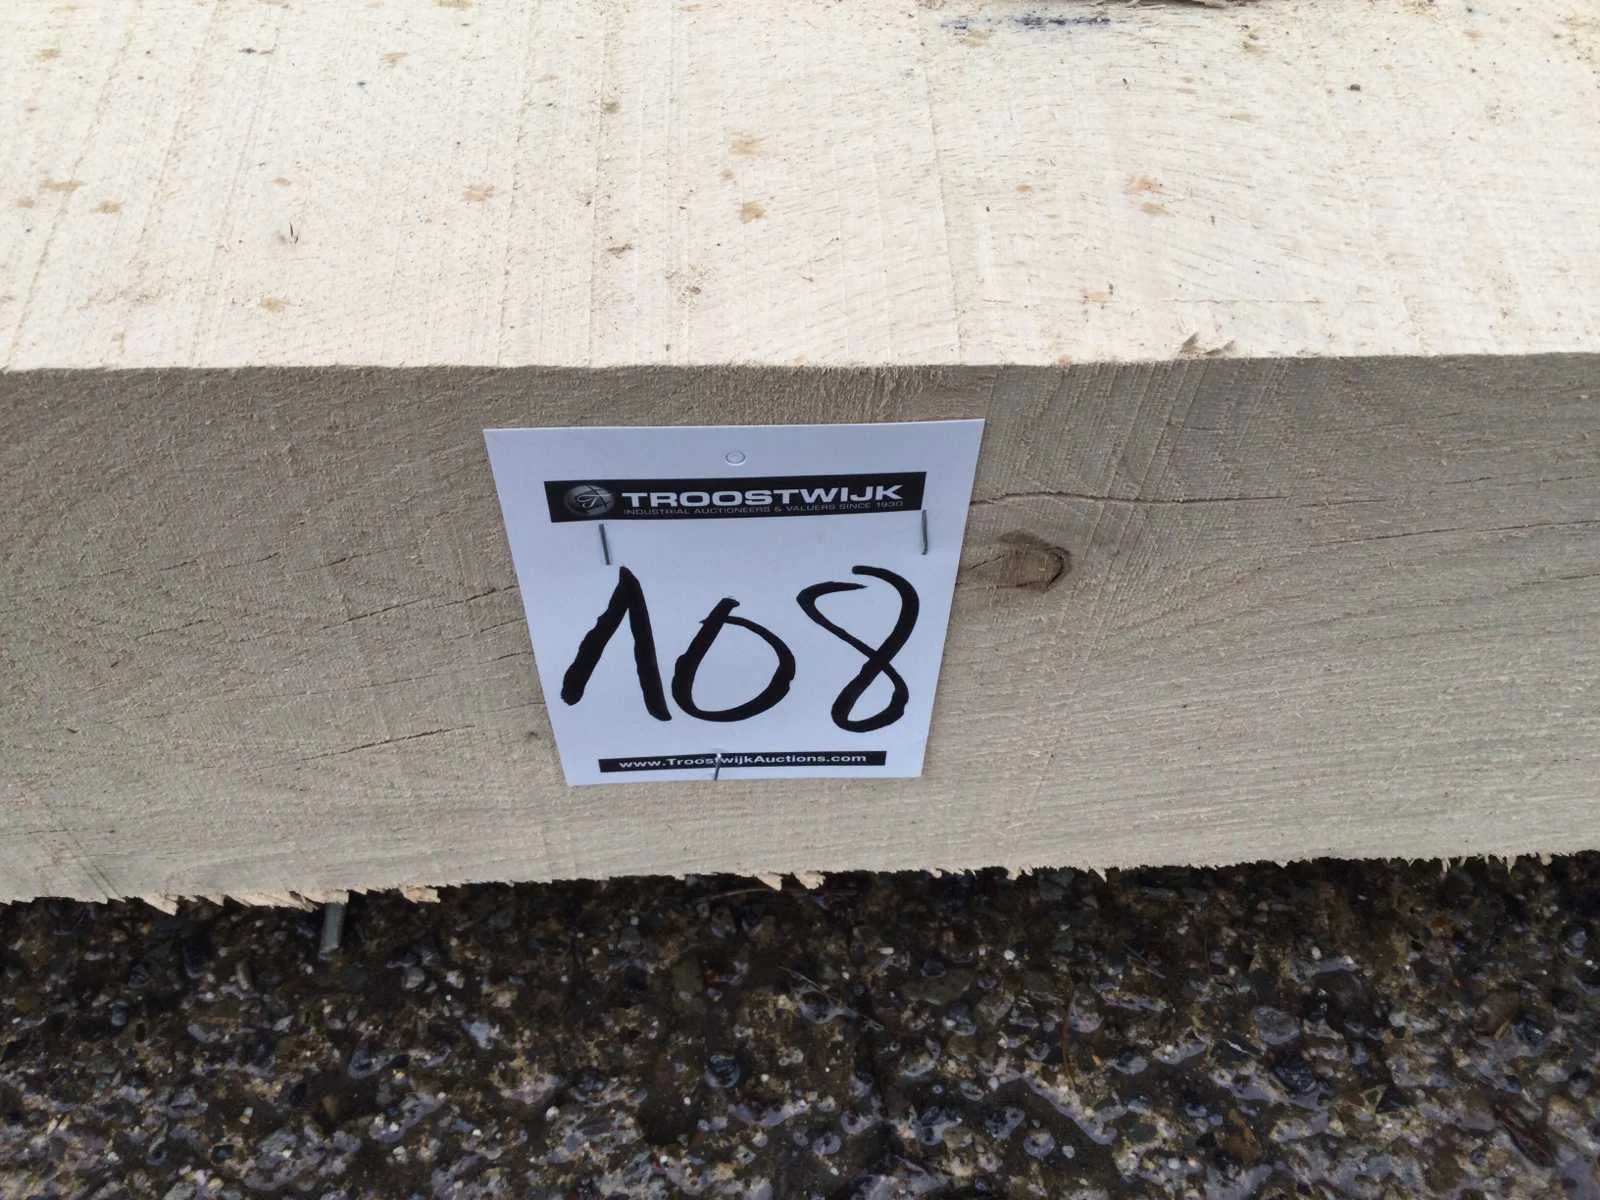 TROOSTWIJK
INDUSTRIAL AUCTIONEERS & VALUERS SINCE 1930
108
www.TroostwijkAuctions.com